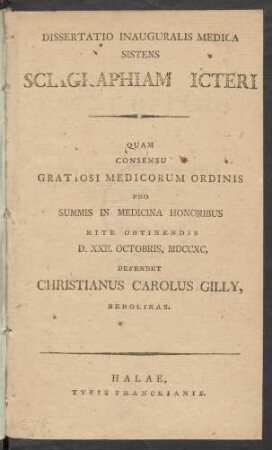 DISSERTATIO INAUGURALIS MEDICA
SISTENS
SCIAGRAPHIAM ICTERI
QUAM
CONSENSU
GRATIOSI MEDICORUM ORDINIS
PRO
SUMMIS IN MEDICINA HONORIBUS
RITE OBTINENDIS
D. XXII. OCTOBRIS, MDCCXC,
DEFENDET
CHRISTIANUS CAROLUS GILLY,
BEROLINAS.
HALAE,
TYPIS FRANCKIANIS.